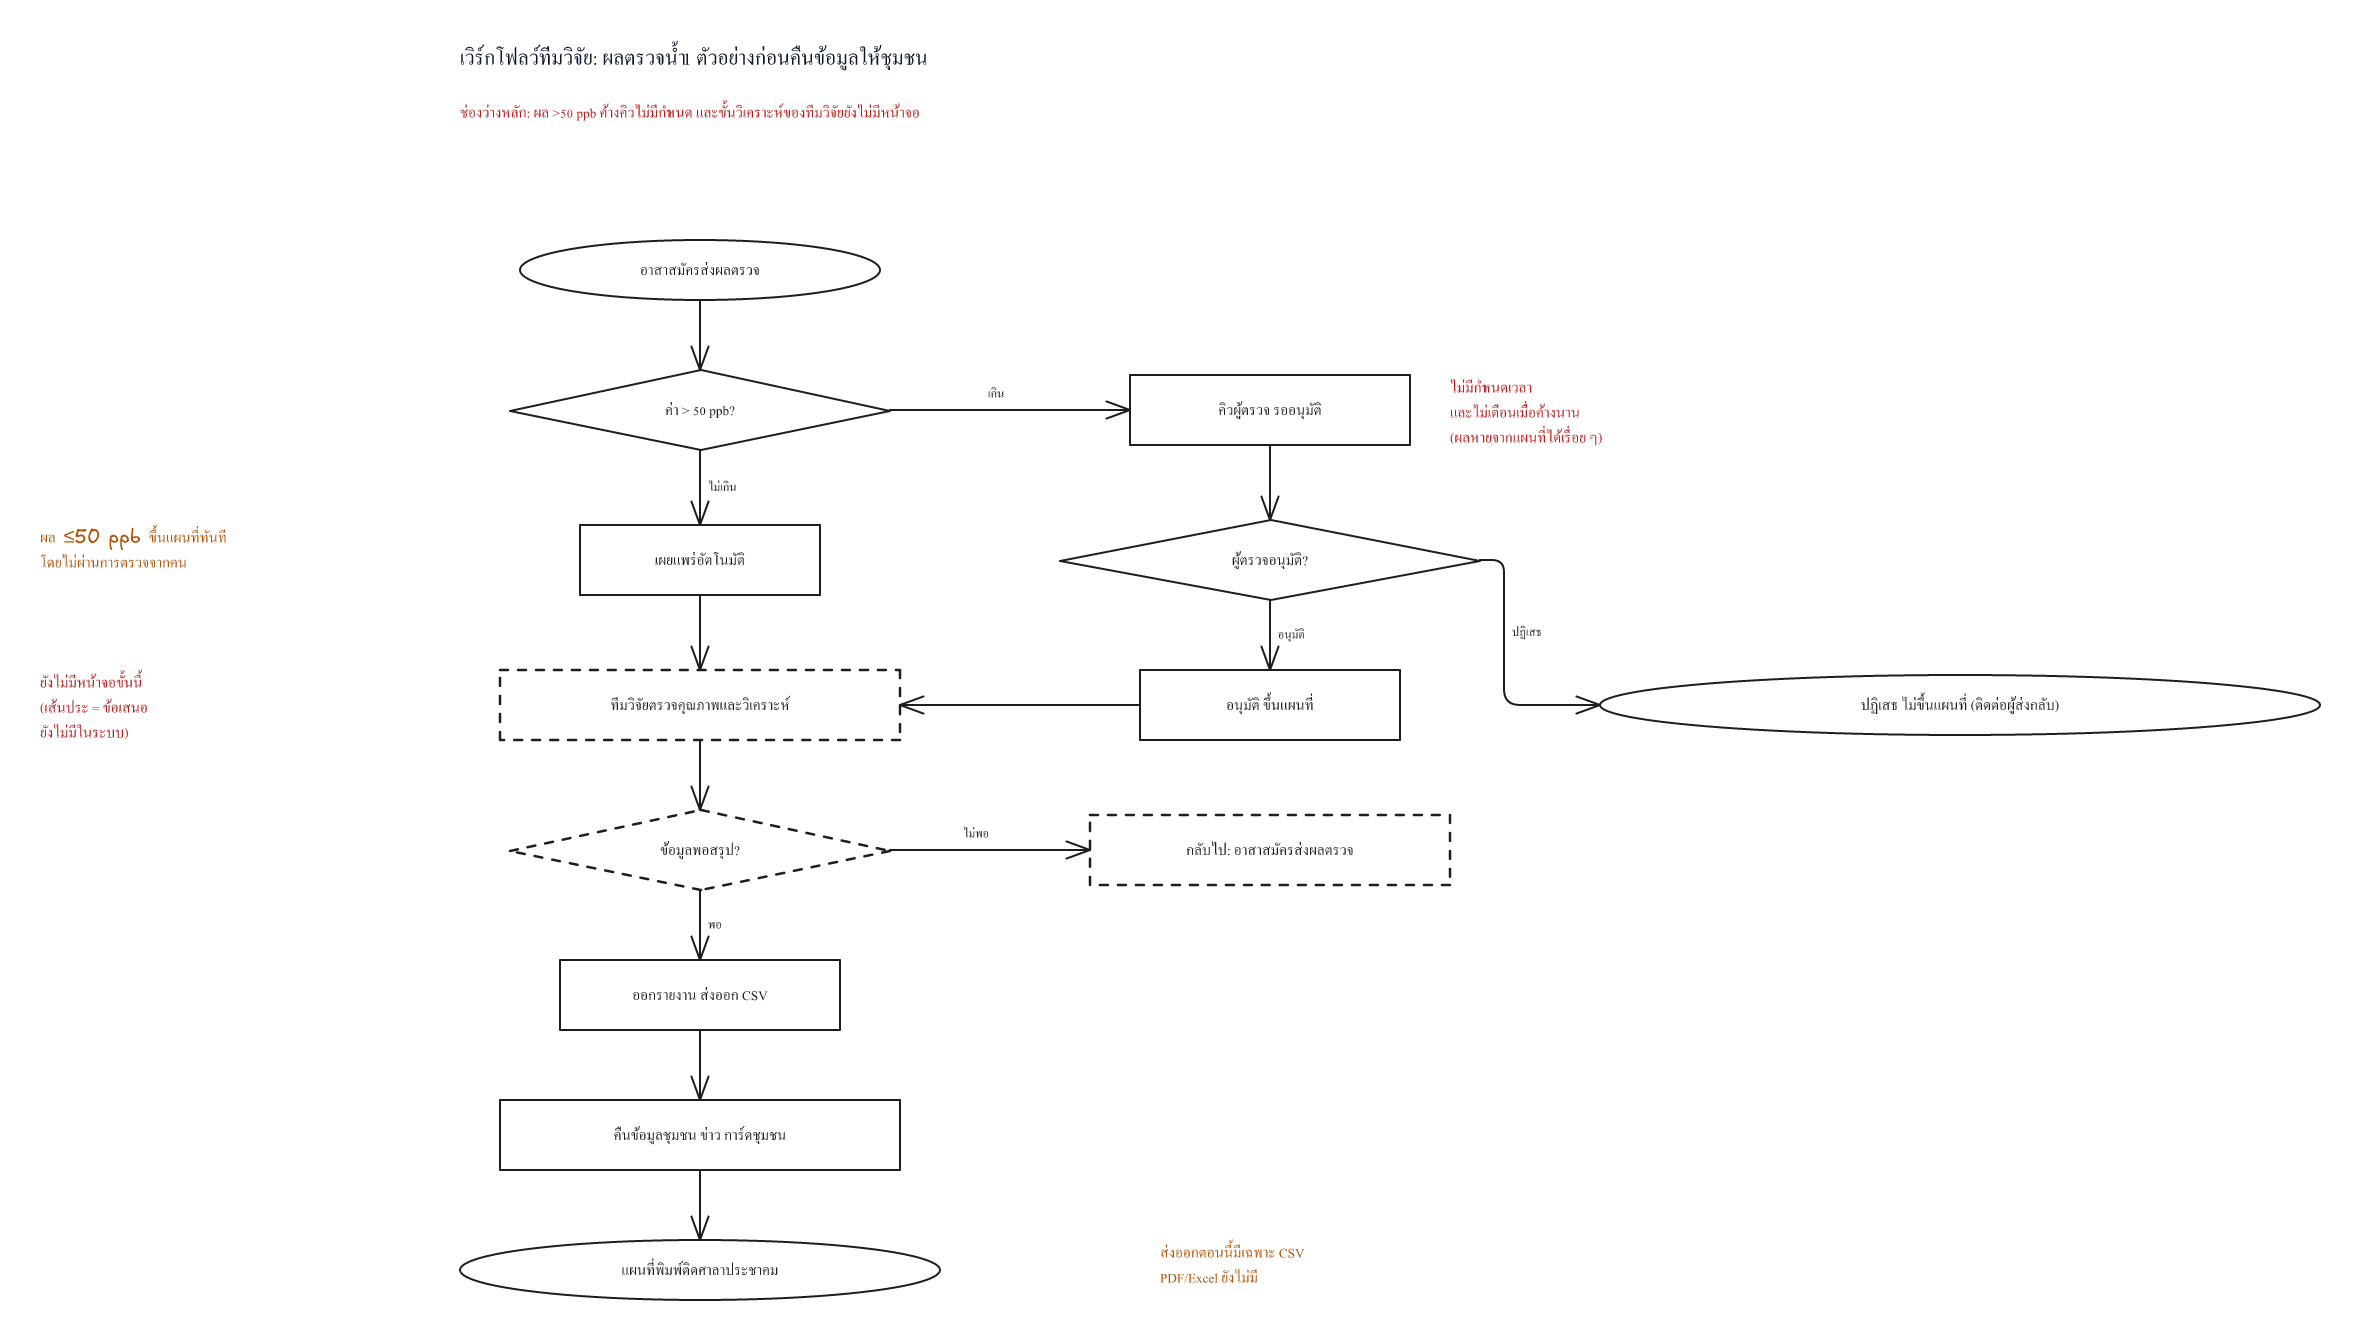 เวิร์กโฟลว์ทีมวิจัย: ผลตรวจน้ำ1 ตัวอย่างก่อนคืนข้อมูลให้ชุมชน
ช่องว่างหลัก: ผล >50 ppb ค้างคิวไม่มีกำหนด และขั้นวิเคราะห์ของทีมวิจัยยังไม่มีหน้าจอ
อาสาสมัครส่งผลตรวจ
ค่า > 50 ppb?
เกิน
คิวผู้ตรวจ รออนุมัติ
ไม่มีกำหนดเวลา
และไม่เตือนเมื่อค้างนาน
(ผลหายจากแผนที่ได้เรื่อย ๆ)
ไม่เกิน
ผล ≤50 ppb ขึ้นแผนที่ทันที
โดยไม่ผ่านการตรวจจากคน
เผยแพร่อัตโนมัติ
ผู้ตรวจอนุมัติ?
อนุมัติ
ปฏิเสธ
ยังไม่มีหน้าจอขั้นนี้
(เส้นประ = ข้อเสนอ
ยังไม่มีในระบบ)
ทีมวิจัยตรวจคุณภาพและวิเคราะห์
อนุมัติ ขึ้นแผนที่
ปฏิเสธ ไม่ขึ้นแผนที่ (ติดต่อผู้ส่งกลับ)
ข้อมูลพอสรุป?
ไม่พอ
กลับไป: อาสาสมัครส่งผลตรวจ
พอ
ออกรายงาน ส่งออก CSV
คืนข้อมูลชุมชน ข่าว การ์ดชุมชน
แผนที่พิมพ์ติดศาลาประชาคม
ส่งออกตอนนี้มีเฉพาะ CSV
PDF/Excel ยังไม่มี